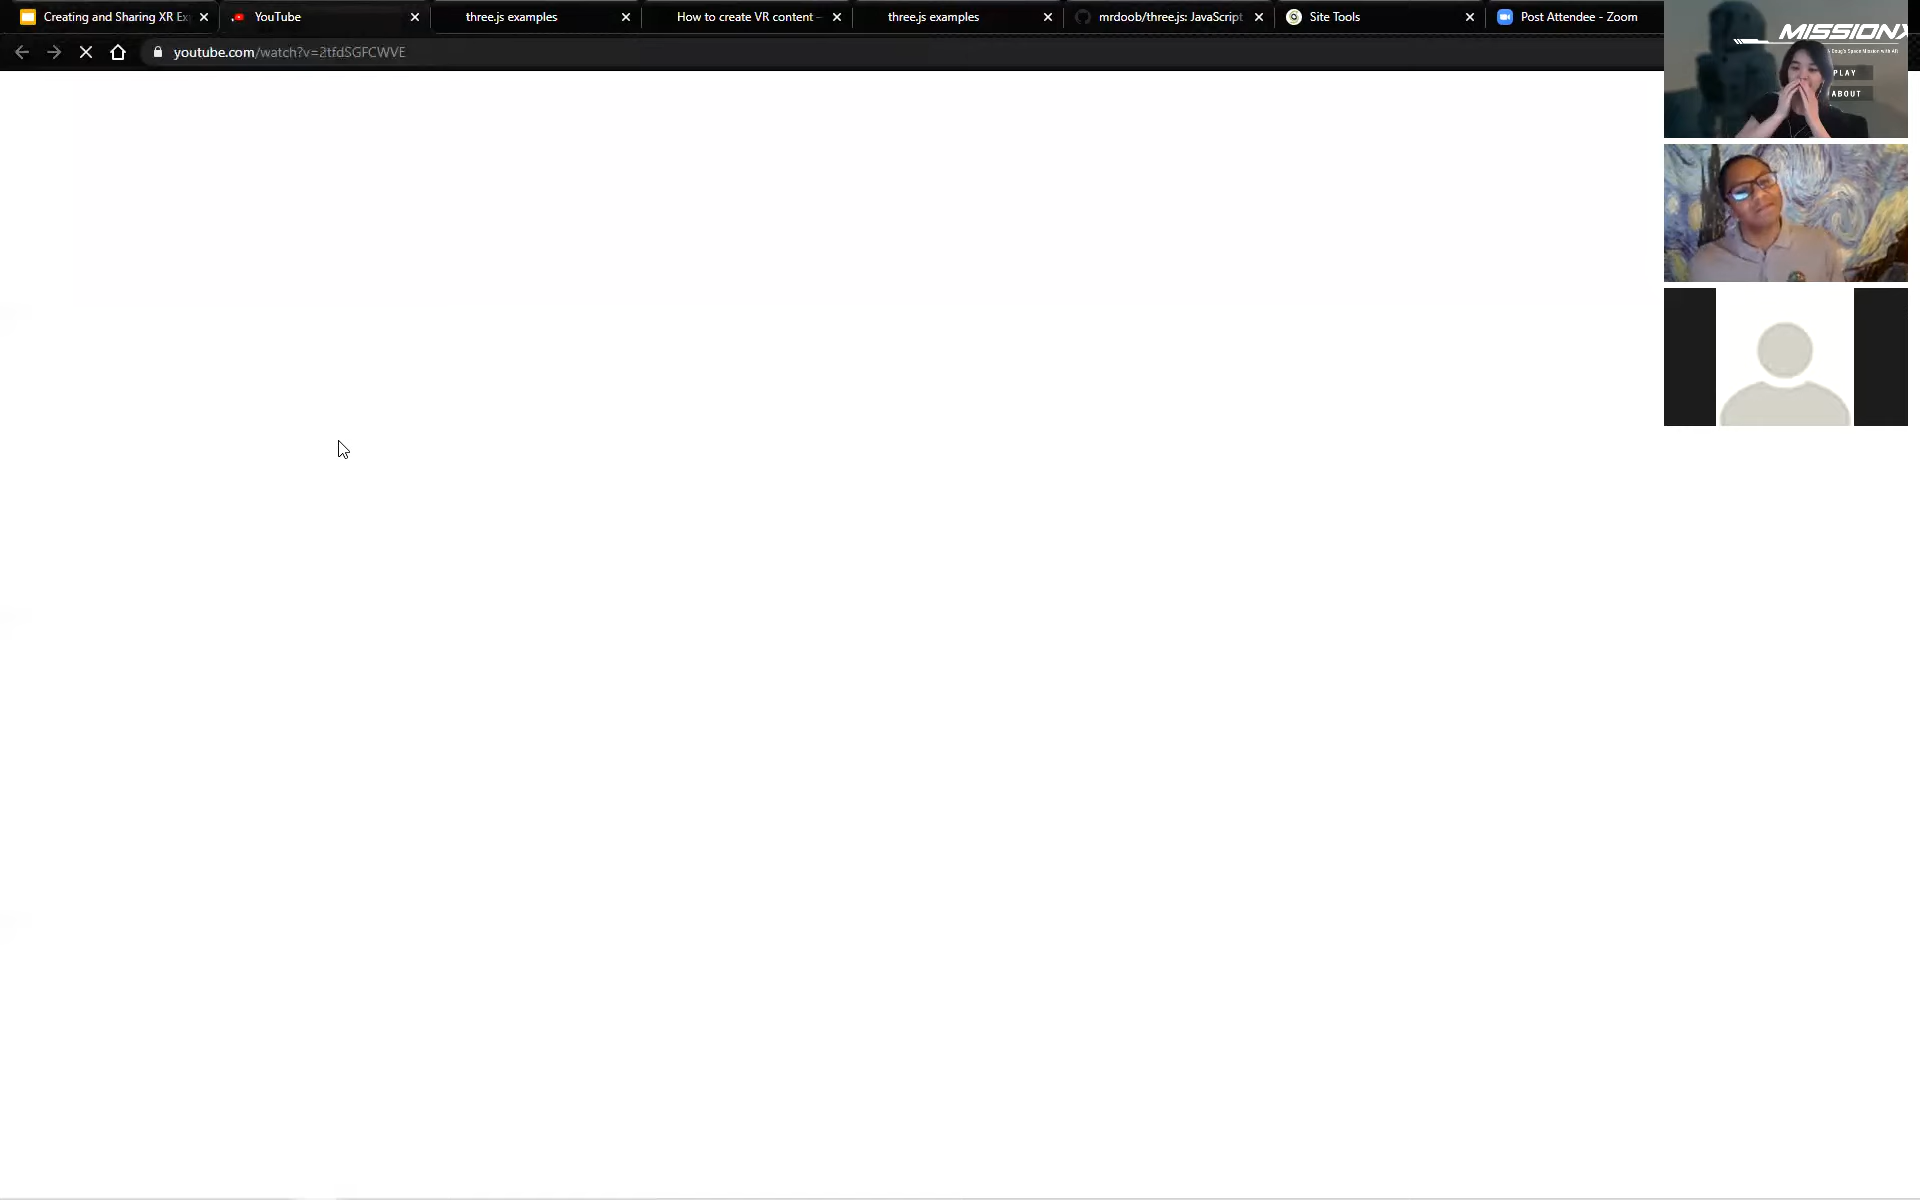 Creating and Sharing XR Ex
YouTube
three.js examples
How to create VR content
three.js examples
mrdoob/three.js: JavaScript
Site Tools
Post Attendee - Zoom
youtube.com/watch?v=2tfdSGFCWVE
MISSIONX
PLAY
ABOUT